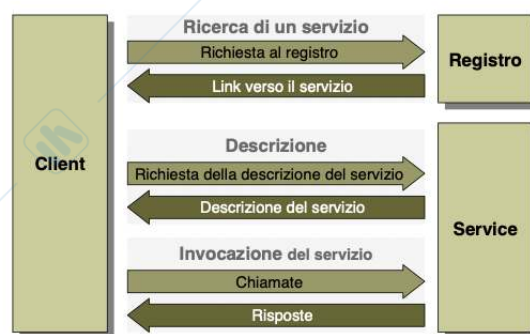 Ricerca di un servizio
Richiesta al registro
Link verso il servizio
Registro
Client
Descrizione
Richiesta della descrizione del servizio
Descrizione del servizio
Service
Invocazione del servizio
Chiamate
Risposte